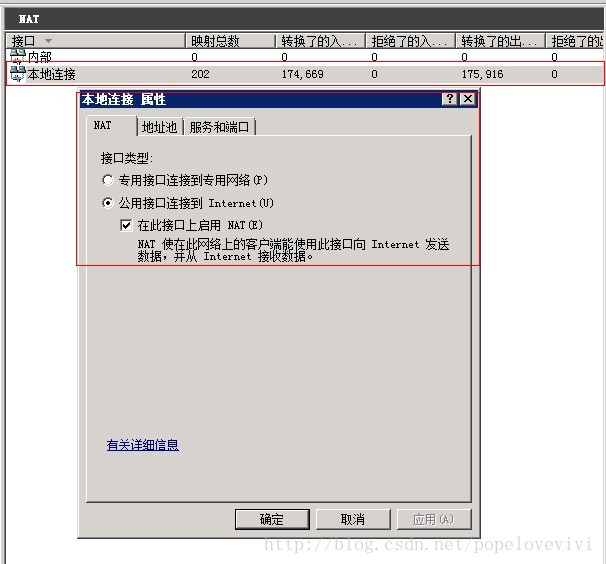 NAT
接口 映射总数 转换了的入... 拒绝了的入... 转换了的出... 拒绝了的出
内部 0 0 0 0 0
本地连接 202 174,669 0 175,916 0
本地连接 属性
NAT 地址池 服务和端口
接口类型:
专用接口连接到专用网络(P)
公用接口连接到 Internet(U)
在此接口上启用 NAT(E)
NAT 使在此网络上的客户端能使用此接口向 Internet 发送
数据，并从 Internet 接收数据。
有关详细信息
确定 取消 应用(A)
http://blog.csdn.net/popelovevivi